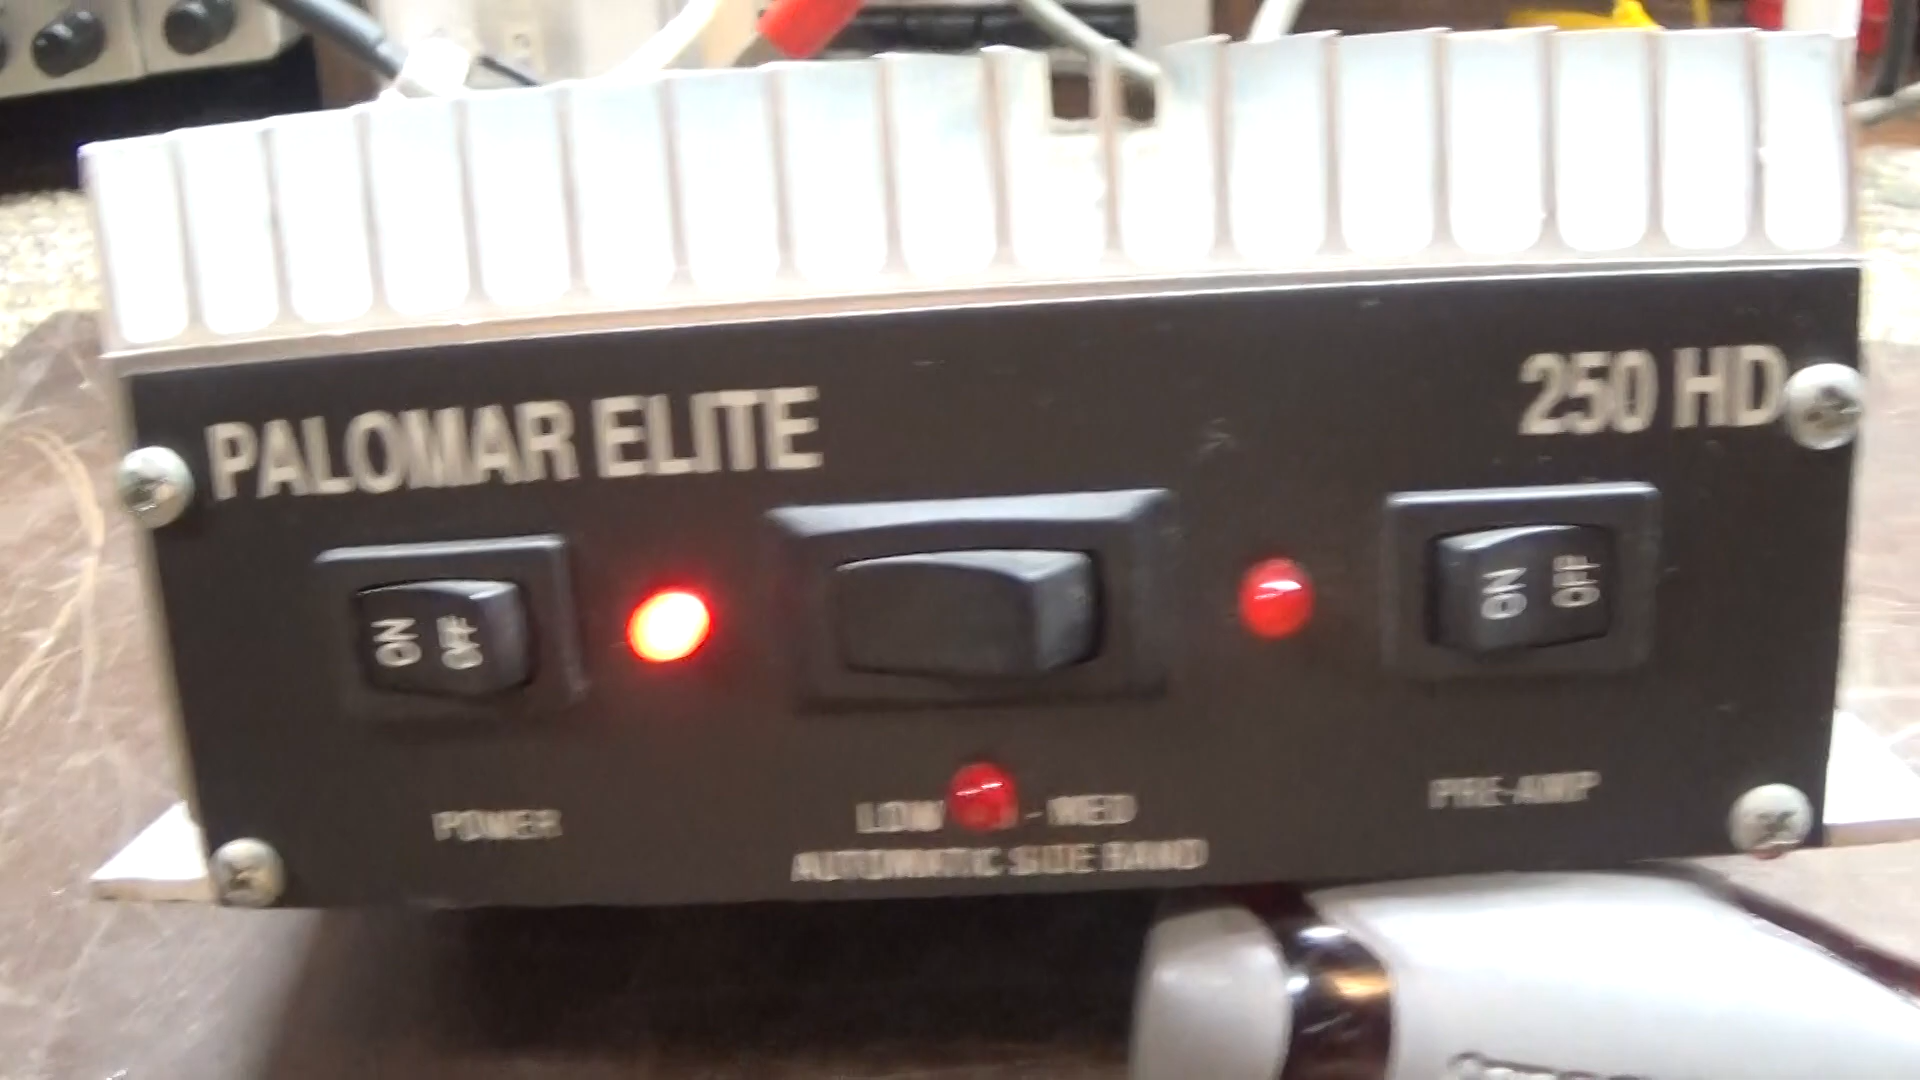 PALOMAR ELITE
250 HD
ON OFF
ON OFF
POWER
LOW - MED
PRE-AMP
AUTOMATIC SIDE BAND